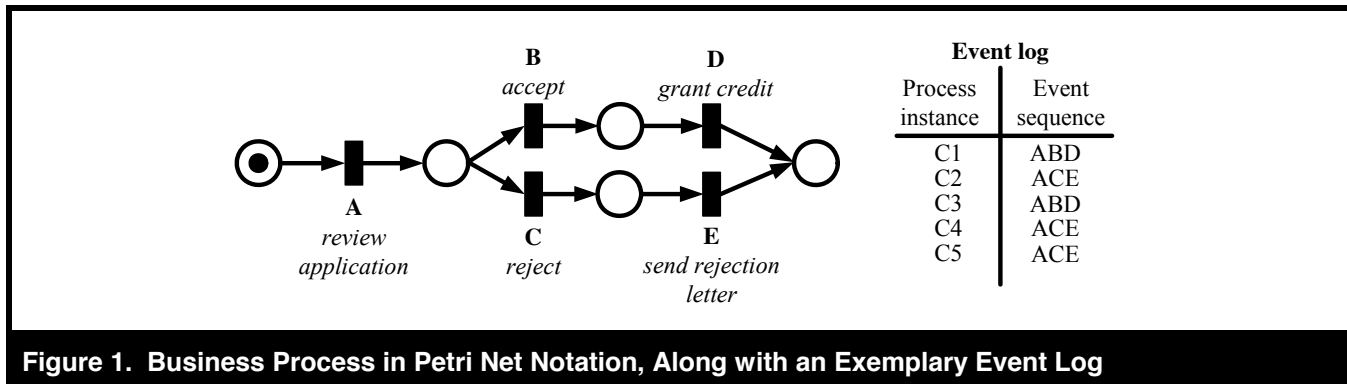 B
accept
D
grant credit
A
review
application
C
reject
E
send rejection
letter
Event log
Process instance
Event sequence
C1 ABD
C2 ACE
C3 ABD
C4 ACE
C5 ACE
Figure 1. Business Process in Petri Net Notation, Along with an Exemplary Event Log